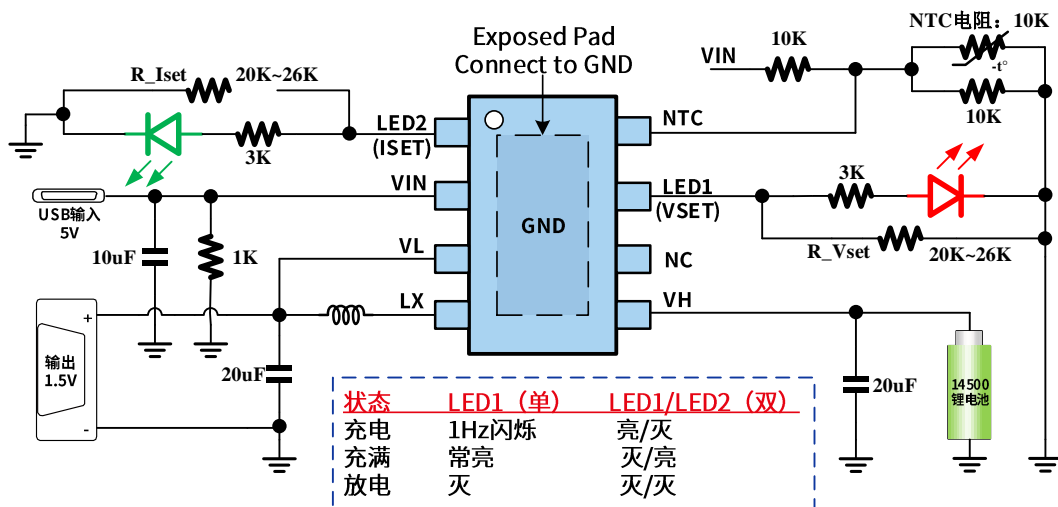 NTC电阻：10K
Exposed Pad
Connect to GND
VIN
10K
-t°
10K
R_Iset
20K~26K
3K
LED2
(ISET)
NTC
USB输入
5V
VIN
LED1
(VSET)
3K
10uF
1K
VL
GND
NC
R_Vset
20K~26K
LX
VH
+
输出
1.5V
-
20uF
20uF
14500
锂电池
状态 LED1（单） LED1/LED2（双）
充电 1Hz闪烁 亮/灭
充满 常亮 灭/亮
放电 灭 灭/灭